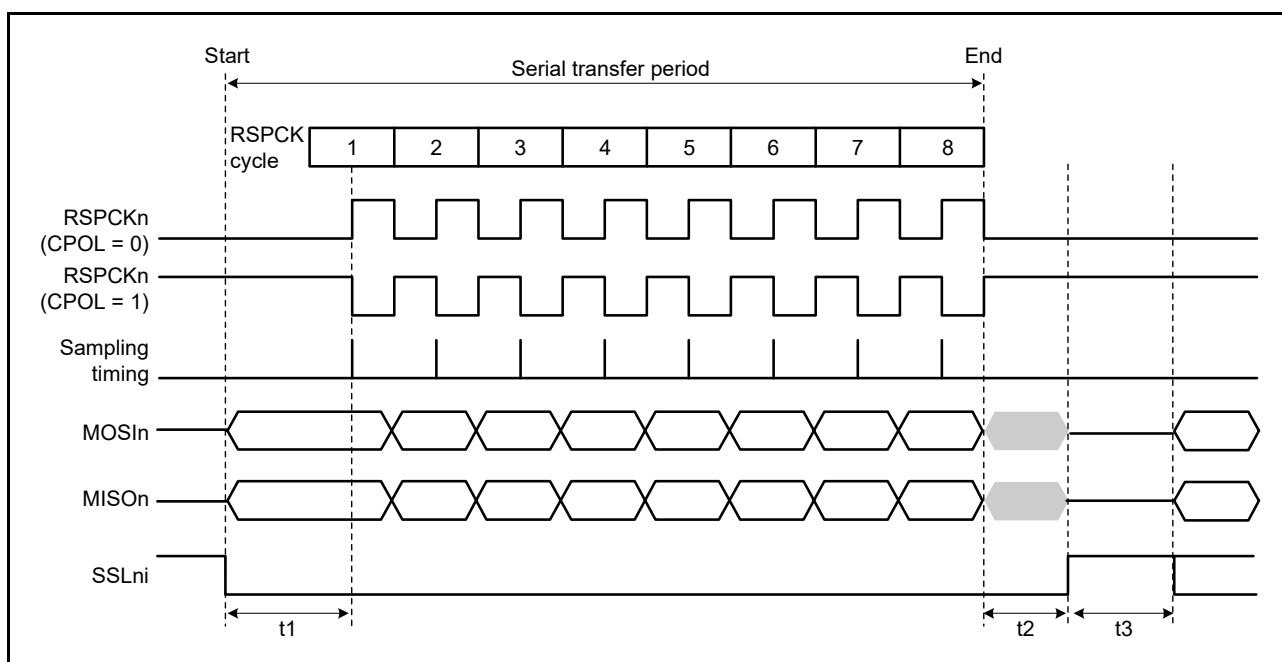 Start
End
Serial transfer period
RSPCK
cycle
1 2 3 4 5 6 7 8
RSPCKn
(CPOL = 0)
RSPCKn
(CPOL = 1)
Sampling
timing
MOSIn
MISOn
SSLni
t1
t2
t3